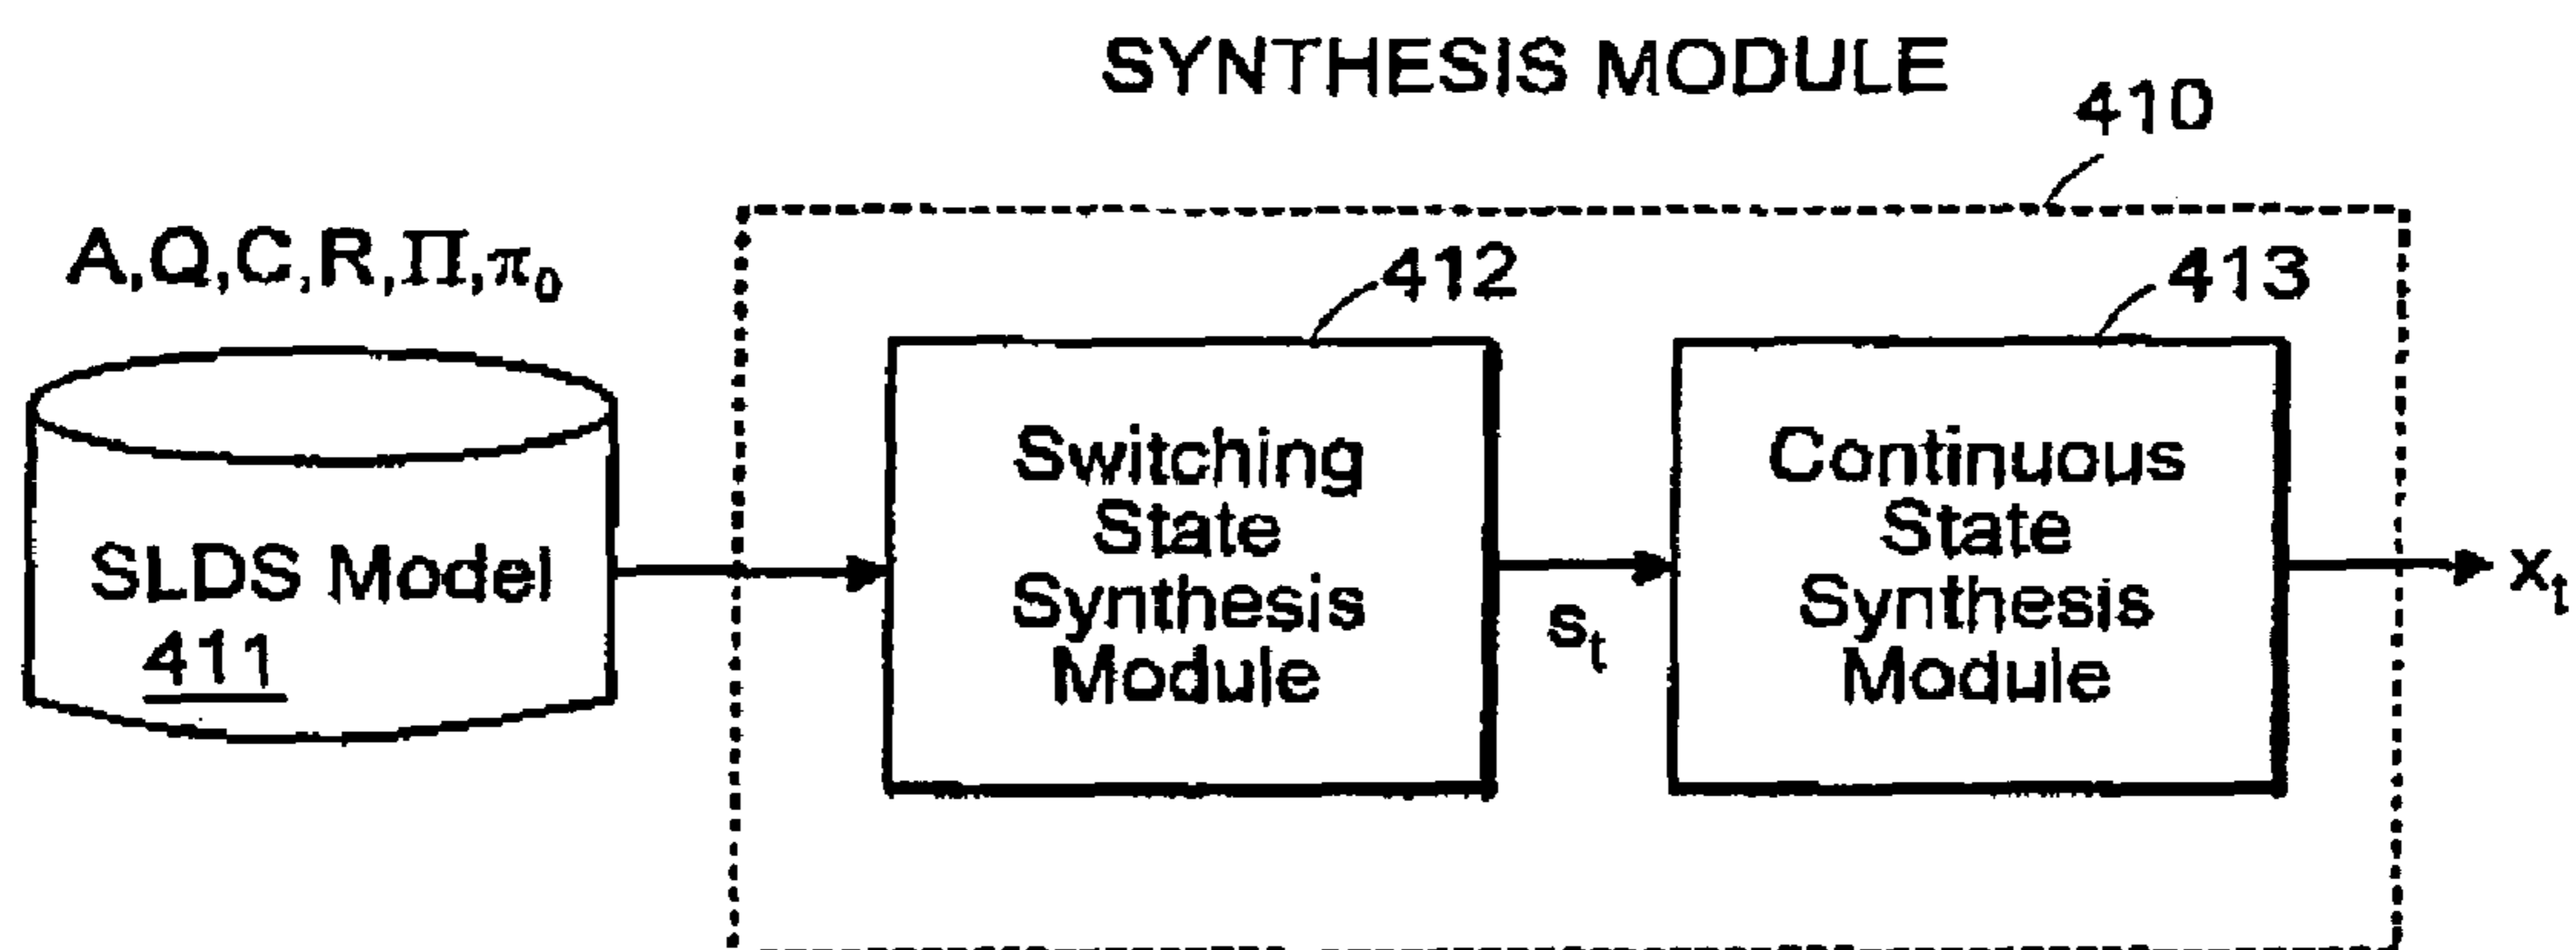 SYNTHESIS MODULE
410
A,Q,C,R,Π,π₀
412
413
SLDS Model
411
Switching
State
Synthesis
Module
sₜ
Continuous
State
Synthesis
Module
xₜ